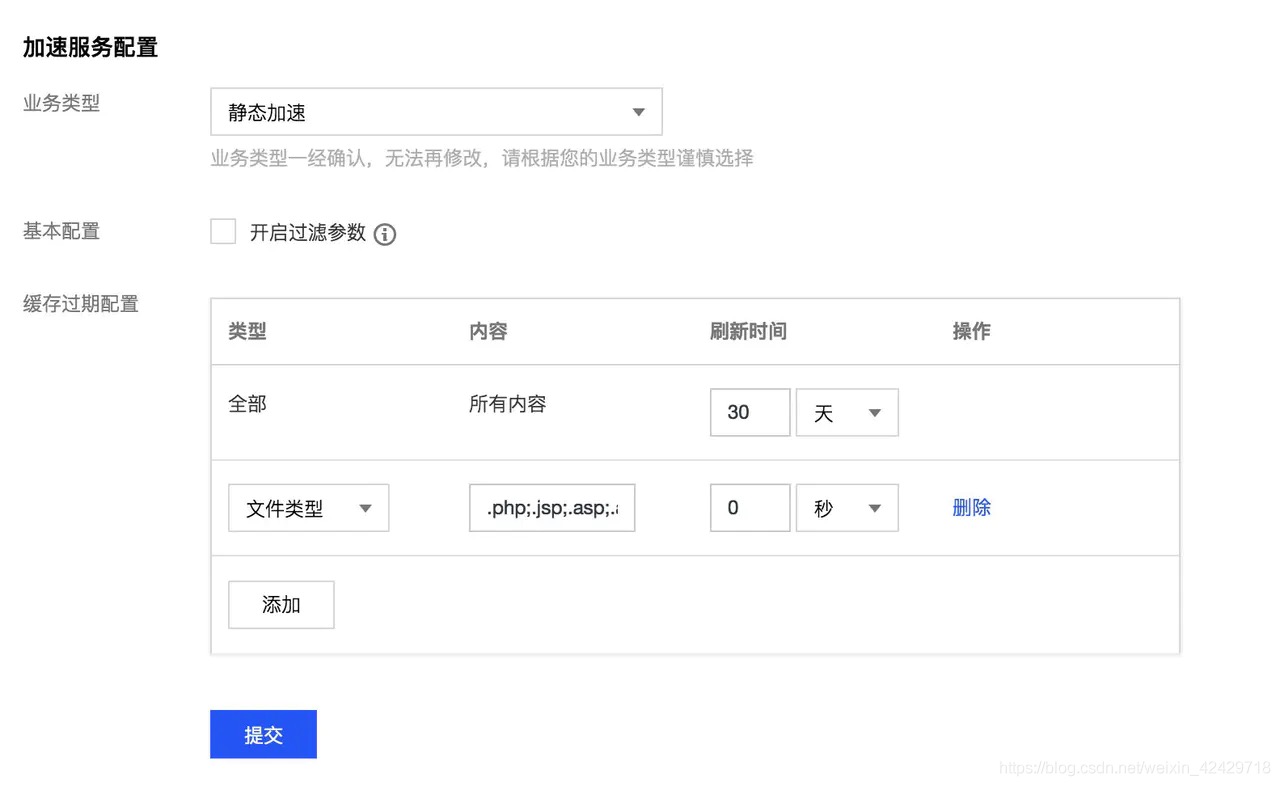 加速服务配置
业务类型
静态加速
业务类型一经确认，无法再修改，请根据您的业务类型谨慎选择
基本配置
开启过滤参数
缓存过期配置
类型 内容 刷新时间 操作
全部 所有内容 30 天
文件类型 .php;.jsp;.asp;. 0 秒 删除
添加
提交
https://blog.csdn.net/weixin_42429718